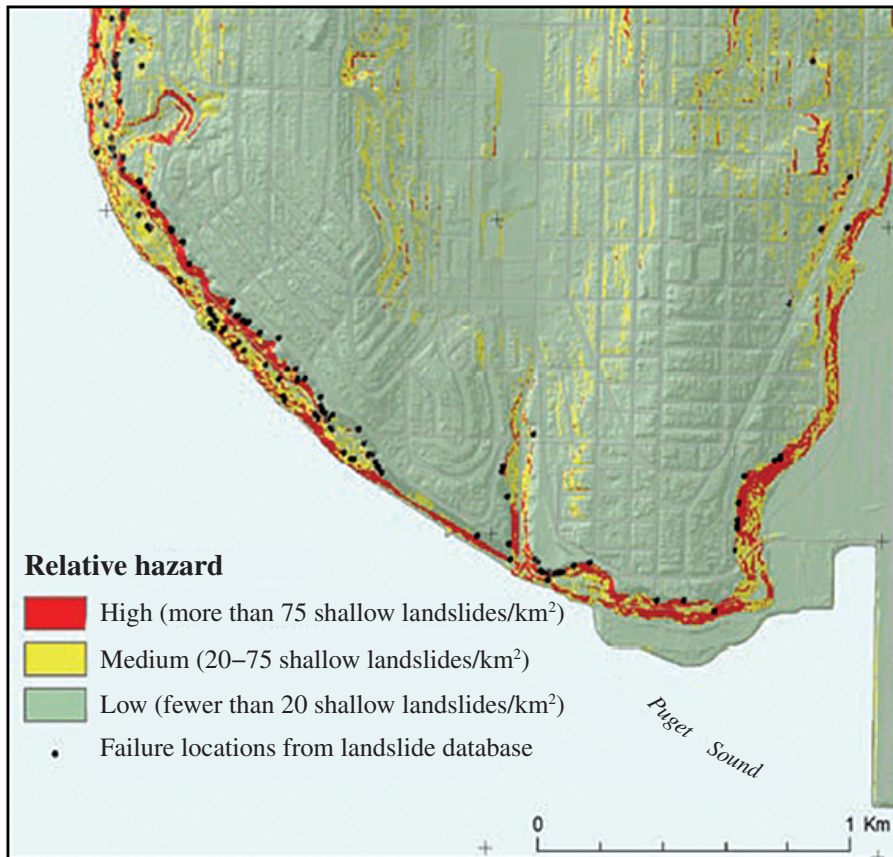 Relative hazard
High (more than 75 shallow landslides/km²)
Medium (20–75 shallow landslides/km²)
Low (fewer than 20 shallow landslides/km²)
Failure locations from landslide database
Puget Sound
0 1 Km